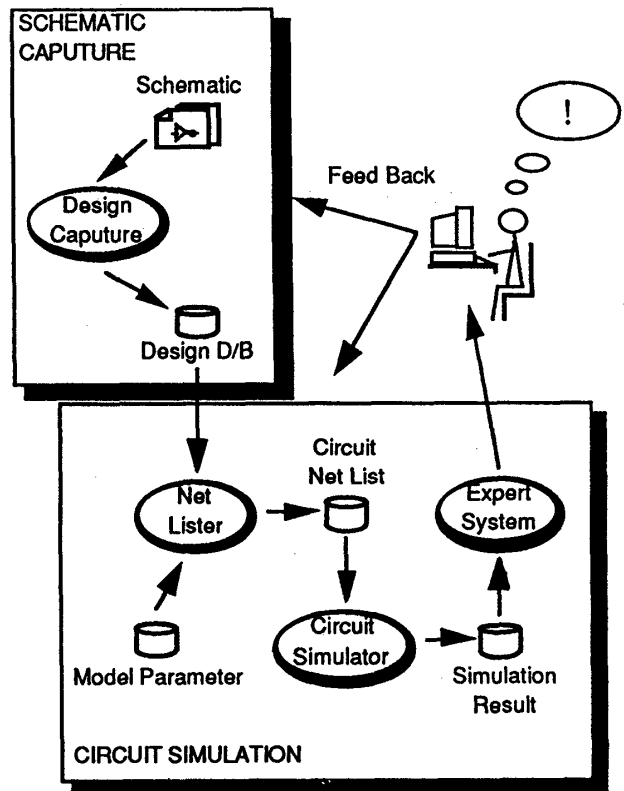 SCHEMATIC
CAPUTURE
Schematic
!
Feed Back
Design
Caputure
Design D/B
Circuit
Net List
Net
Lister
Expert
System
Circuit
Simulator
Model Parameter
Simulation
Result
CIRCUIT SIMULATION